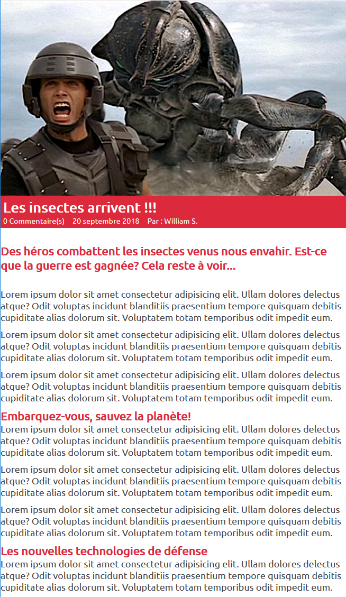 Les insectes arrivent !!!
0 Commentaire(s) 20 septembre 2018 Par : William S.
Des héros combattent les insectes venus nous envahir. Est-ce
que la guerre est gagnée? Cela reste à voir...
Lorem ipsum dolor sit amet consectetur adipisicing elit. Ullam dolores delectus
atque? Odit voluptas incidunt blanditiis praesentium tempore quisquam debitis
cupiditate alias dolorum sit. Voluptatem totam temporibus odit impedit eum.
Lorem ipsum dolor sit amet consectetur adipisicing elit. Ullam dolores delectus
atque? Odit voluptas incidunt blanditiis praesentium tempore quisquam debitis
cupiditate alias dolorum sit. Voluptatem totam temporibus odit impedit eum.
Lorem ipsum dolor sit amet consectetur adipisicing elit. Ullam dolores delectus
atque? Odit voluptas incidunt blanditiis praesentium tempore quisquam debitis
cupiditate alias dolorum sit. Voluptatem totam temporibus odit impedit eum.
Embarquez-vous, sauvez la planète!
Lorem ipsum dolor sit amet consectetur adipisicing elit. Ullam dolores delectus
atque? Odit voluptas incidunt blanditiis praesentium tempore quisquam debitis
cupiditate alias dolorum sit. Voluptatem totam temporibus odit impedit eum.
Lorem ipsum dolor sit amet consectetur adipisicing elit. Ullam dolores delectus
atque? Odit voluptas incidunt blanditiis praesentium tempore quisquam debitis
cupiditate alias dolorum sit. Voluptatem totam temporibus odit impedit eum.
Lorem ipsum dolor sit amet consectetur adipisicing elit. Ullam dolores delectus
atque? Odit voluptas incidunt blanditiis praesentium tempore quisquam debitis
cupiditate alias dolorum sit. Voluptatem totam temporibus odit impedit eum.
Les nouvelles technologies de défense
Lorem ipsum dolor sit amet consectetur adipisicing elit. Ullam dolores delectus
atque? Odit voluptas incidunt blanditiis praesentium tempore quisquam debitis
cupiditate alias dolorum sit. Voluptatem totam temporibus odit impedit eum.